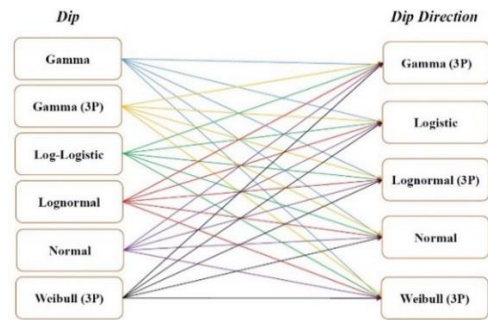 Dip
Dip Direction
Gamma
Gamma (3P)
Log-Logistic
Lognormal
Normal
Weibull (3P)
Gamma (3P)
Logistic
Lognormal (3P)
Normal
Weibull (3P)